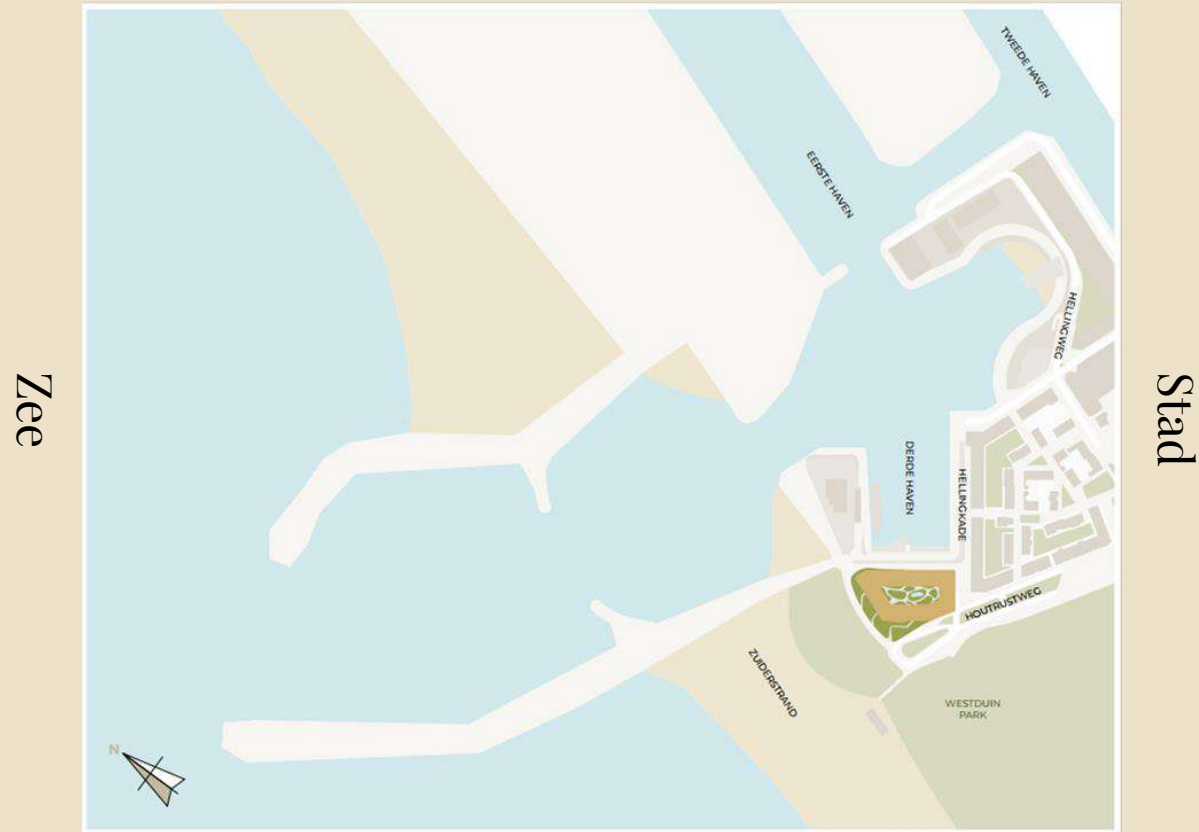 TWEEDE HAVEN
EERSTE HAVEN
HELLINGWEG
Zee
Stad
DERDE HAVEN
HELLINGKADE
HOUTRUSTWEG
ZUIDERSTRAND
WESTDUIN
PARK
N